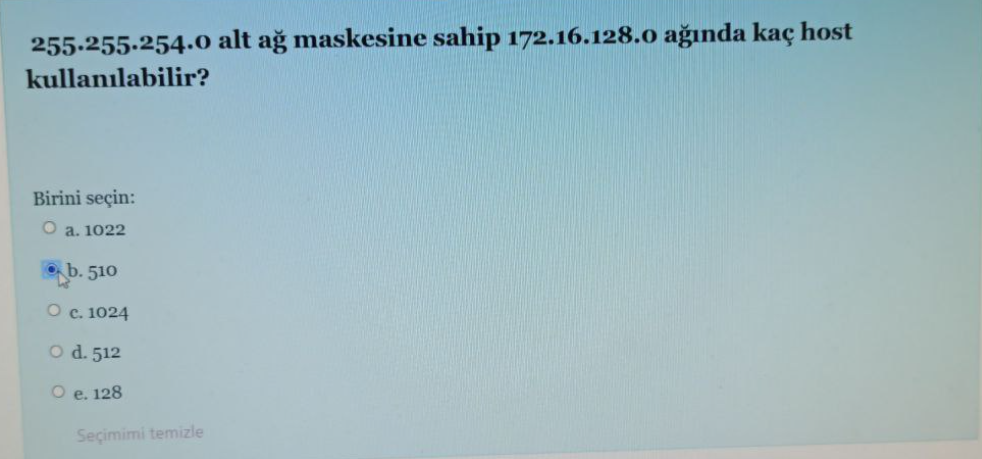 255.255.254.0 alt ağ maskesine sahip 172.16.128.0 ağında kaç host
kullanılabilir?
Birini seçin:
a. 1022
b. 510
c. 1024
d. 512
e. 128
Seçimimi temizle